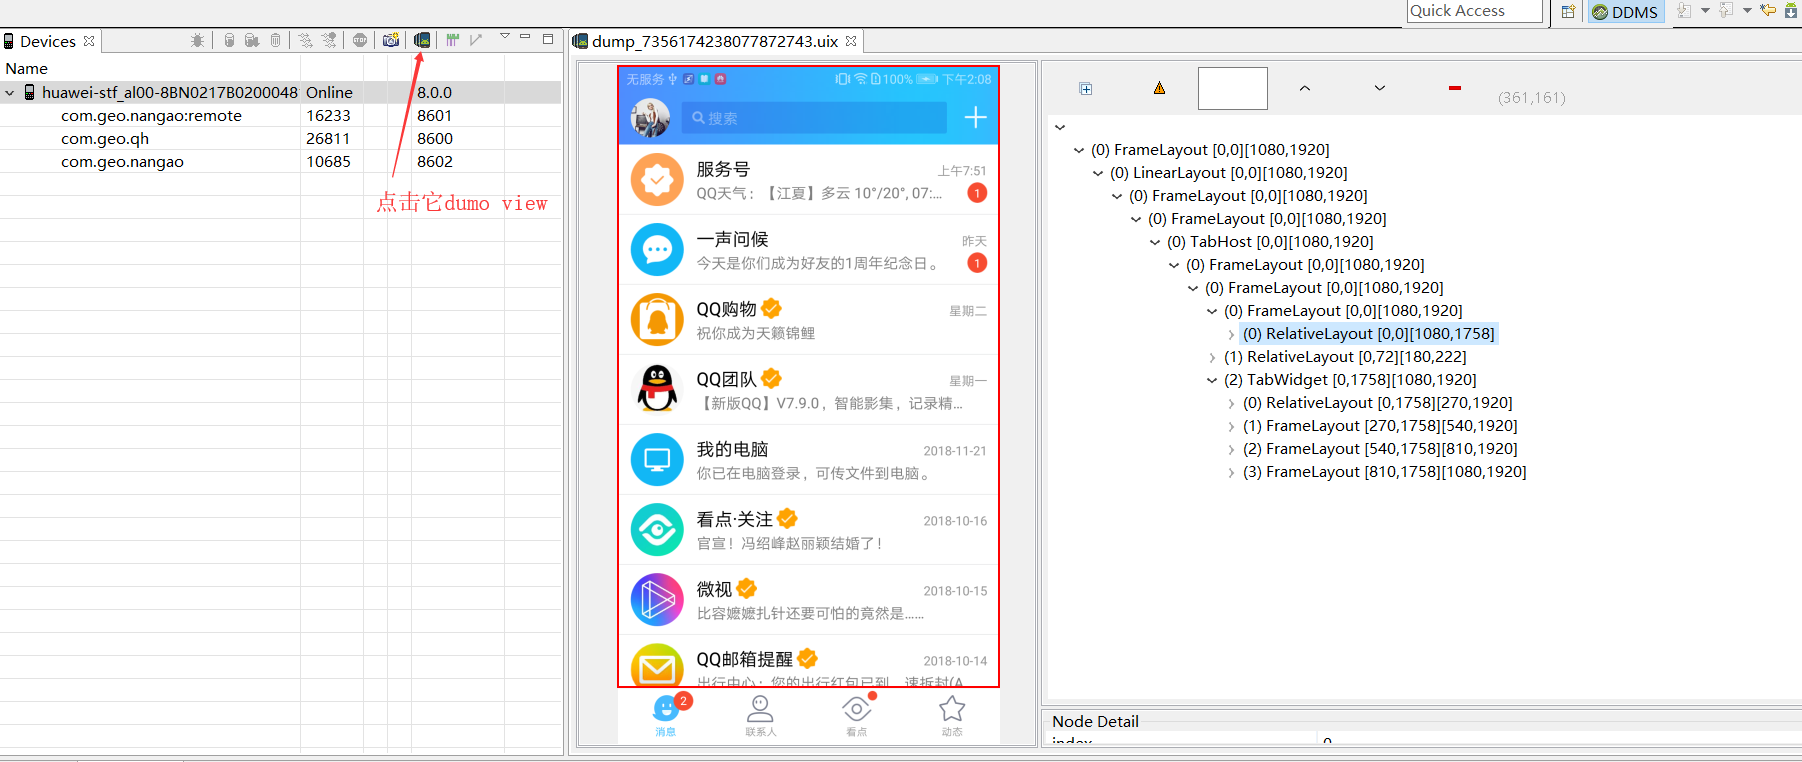 Quick Access
DDMS
Devices
dump_7356174238077872743.uix
Name
huawei-stf_al00-8BN0217B0200048 Online 8.0.0
com.geo.nangao:remote 16233 8601
com.geo.qh 26811 8600
com.geo.nangao 10685 8602
点击它dumo view
无服务 100% 下午2:08
搜索
服务号 上午7:51
QQ天气：【江夏】多云 10°/20°, 07:... 1
一声问候 昨天
今天是你们成为好友的1周年纪念日。 1
QQ购物 星期二
祝你成为天籁锦鲤
QQ团队 星期一
【新版QQ】V7.9.0，智能影集，记录精...
我的电脑 2018-11-21
你已在电脑登录，可传文件到电脑。
看点·关注 2018-10-16
官宣！冯绍峰赵丽颖结婚了！
微视 2018-10-15
比容嬷嬷扎针还要可怕的竟然是......
QQ邮箱提醒 2018-10-14
出行中心：您的出行红包已到，速拆封(A
2
消息 联系人 看点 动态
(361,161)
(0) FrameLayout [0,0][1080,1920]
(0) LinearLayout [0,0][1080,1920]
(0) FrameLayout [0,0][1080,1920]
(0) FrameLayout [0,0][1080,1920]
(0) TabHost [0,0][1080,1920]
(0) FrameLayout [0,0][1080,1920]
(0) FrameLayout [0,0][1080,1920]
(0) FrameLayout [0,0][1080,1920]
(0) RelativeLayout [0,0][1080,1758]
(1) RelativeLayout [0,72][180,222]
(2) TabWidget [0,1758][1080,1920]
(0) RelativeLayout [0,1758][270,1920]
(1) FrameLayout [270,1758][540,1920]
(2) FrameLayout [540,1758][810,1920]
(3) FrameLayout [810,1758][1080,1920]
Node Detail
index 0